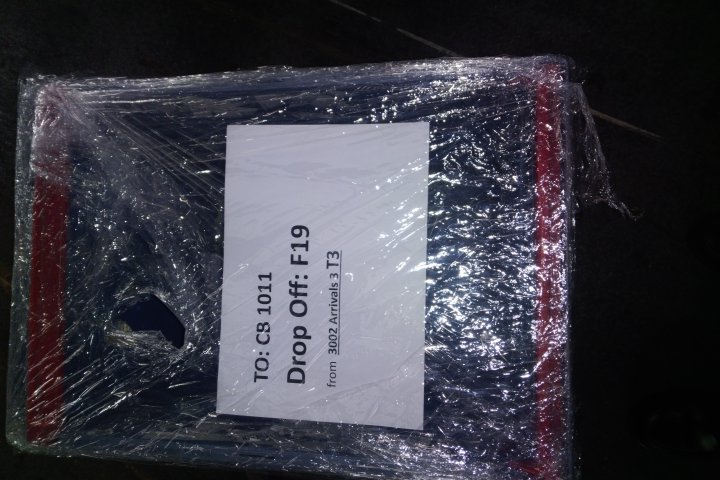 TO: CB 1011
Drop Off: F19
from 3002 Arrivals 3 T3